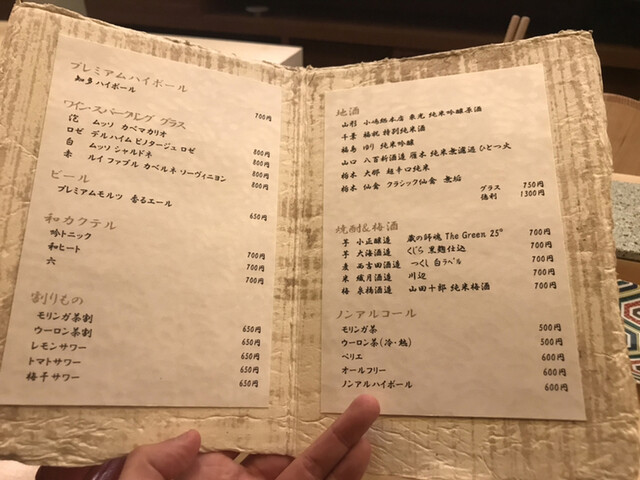 プレミアムハイボール
知多ハイボール 700円
ワイン・スパークリング グラス
泡 ムッソ カベマカリオ 800円
ロゼ デルハイム ピノタージュ ロゼ 800円
白 ムッソ シャルドネ 800円
赤 ルイ ファブル カベルネ ソーヴィニヨン 800円
ビール
プレミアムモルツ 香るエール 650円
和カクテル
吟トニック 700円
和ヒート 700円
六 700円
割りもの
モリンガ茶割 650円
ウーロン茶割 650円
レモンサワー 650円
トマトサワー 650円
梅干サワー 650円
地酒
山形 小嶋総本店 東光 純米吟醸原酒
千葉 福祝 特別純米酒
福島 ゆり 純米吟醸
山口 八百新酒造 雁木 純米無濾過 ひとつ火
栃木 大那 超辛口純米
栃木 仙禽 クラシック仙禽 無垢
グラス 750円
徳利 1300円
焼酎&梅酒
芋 小正醸造 蔵の師魂 The Green 25° 700円
芋 大海酒造 くじら 黒麹仕込 700円
麦 西吉田酒造 つくし 白ラベル 700円
米 繊月酒造 川辺 700円
梅 泉橋酒造 山田十郎 純米梅酒 700円
ノンアルコール
モリンガ茶 500円
ウーロン茶(冷・熱) 500円
ペリエ 600円
オールフリー 600円
ノンアルハイボール 600円